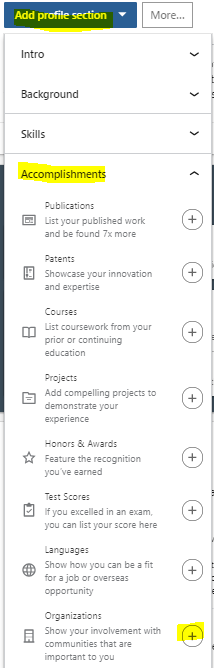 Add profile section
More...
Intro
Background
Skills
Accomplishments
Publications
List your published work
and be found 7x more
Patents
Showcase your innovation
and expertise
Courses
List coursework from your
prior or continuing
education
Projects
Add compelling projects to
demonstrate your
experience
Honors & Awards
Feature the recognition
you've earned
Test Scores
If you excelled in an exam,
you can list your score here
Languages
Show how you can be a fit
for a job or overseas
opportunity
Organizations
Show your involvement with
communities that are
important to you